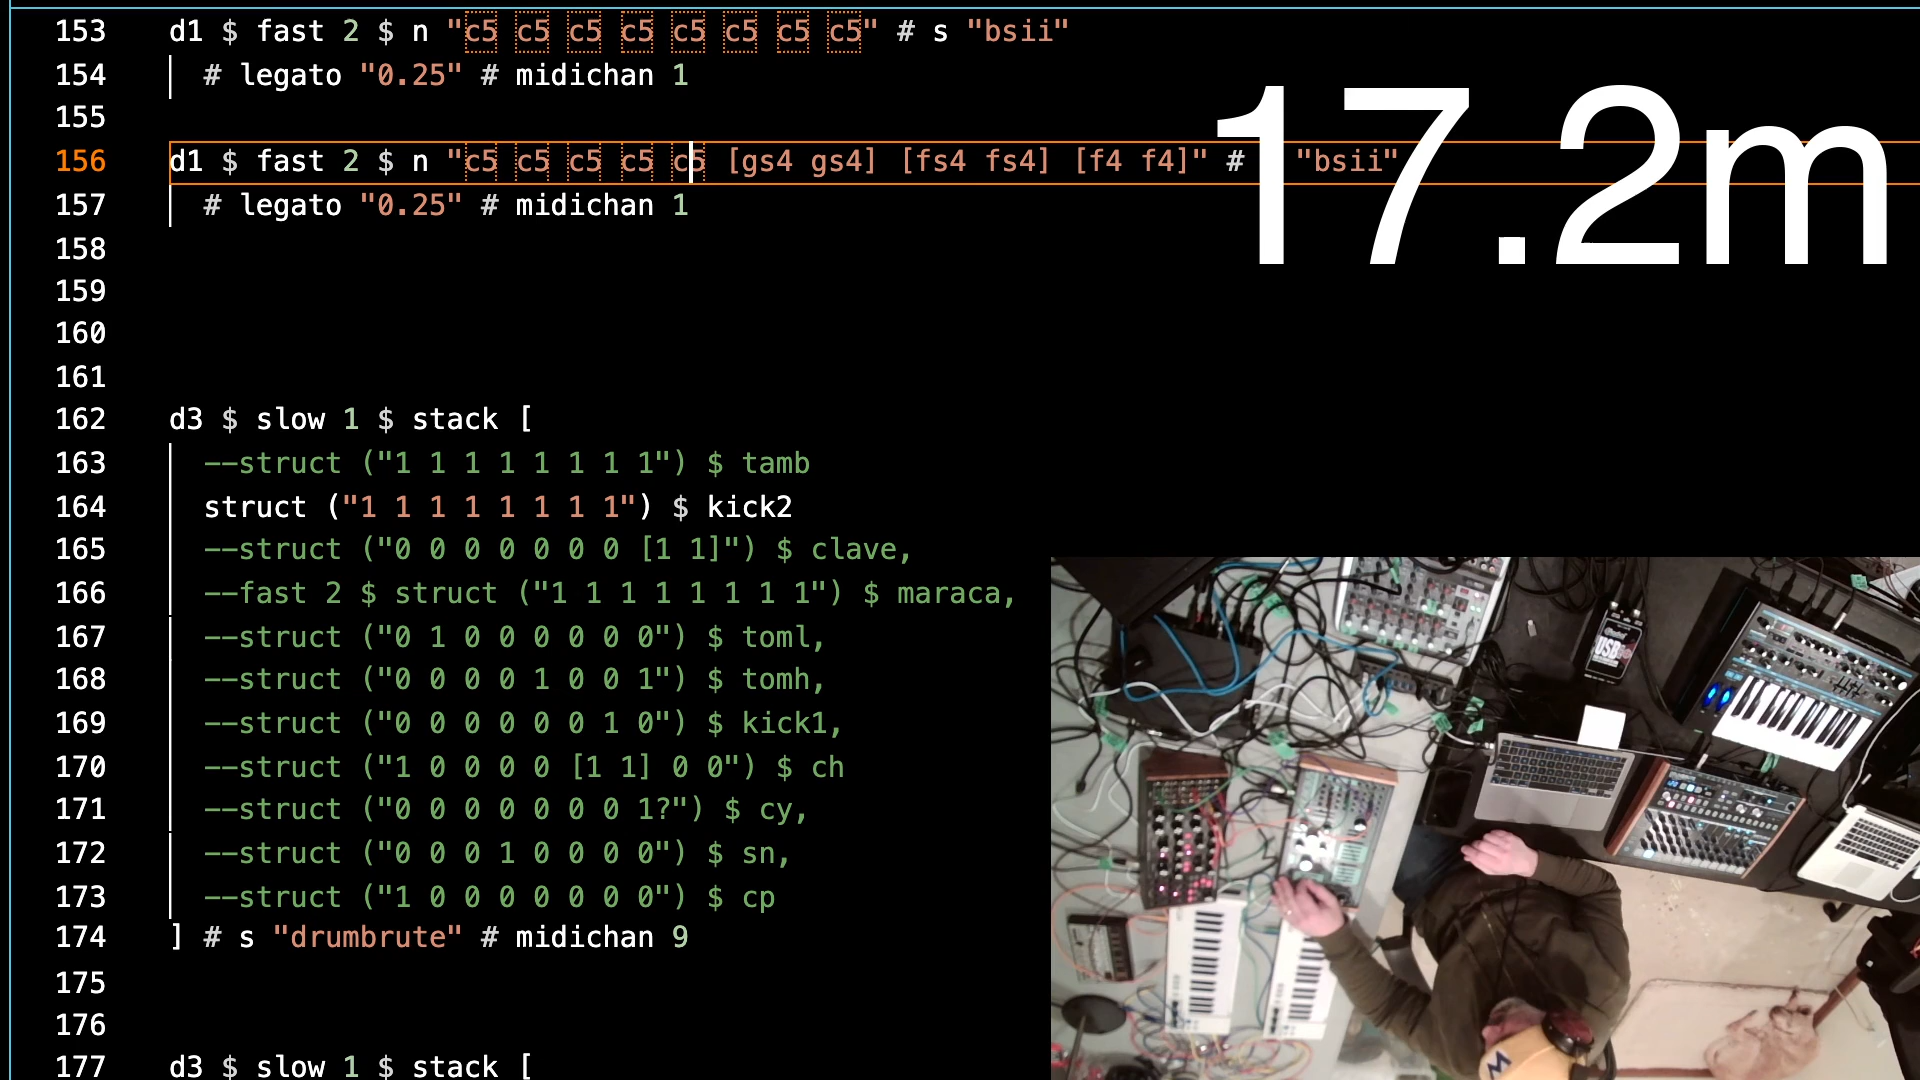 153 d1 $ fast 2 $ n "c5 c5 c5 c5 c5 c5 c5 c5" # s "bsii"
154 # legato "0.25" # midichan 1
155
156 d1 $ fast 2 $ n "c5 c5 c5 c5 c5 [gs4 gs4] [fs4 fs4] [f4 f4]" # "bsii"
17.2m
157 # legato "0.25" # midichan 1
158
159
160
161
162 d3 $ slow 1 $ stack [
163 --struct ("1 1 1 1 1 1 1 1") $ tamb
164 struct ("1 1 1 1 1 1 1 1") $ kick2
165 --struct ("0 0 0 0 0 0 0 [1 1]") $ clave,
166 --fast 2 $ struct ("1 1 1 1 1 1 1 1") $ maraca,
167 --struct ("0 1 0 0 0 0 0 0") $ toml,
168 --struct ("0 0 0 0 1 0 0 1") $ tomh,
169 --struct ("0 0 0 0 0 0 1 0") $ kick1,
170 --struct ("1 0 0 0 0 [1 1] 0 0") $ ch
171 --struct ("0 0 0 0 0 0 0 1?") $ cy,
172 --struct ("0 0 0 1 0 0 0 0") $ sn,
173 --struct ("1 0 0 0 0 0 0 0") $ cp
174 ] # s "drumbrute" # midichan 9
175
176
177 d3 $ slow 1 $ stack [
USB
M